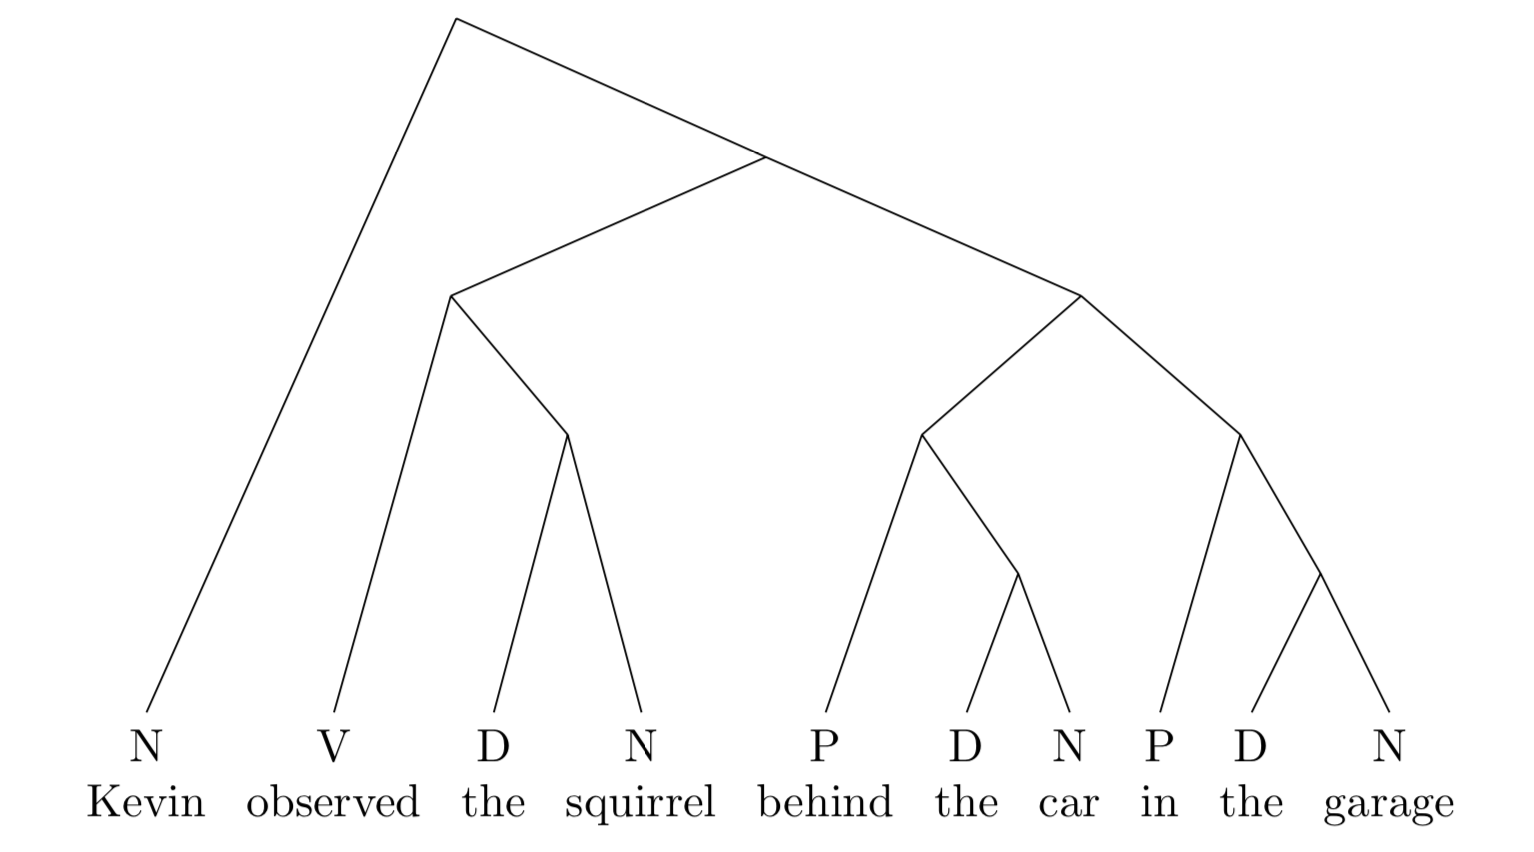 N V D N P D N P D N
Kevin observed the squirrel behind the car in the garage